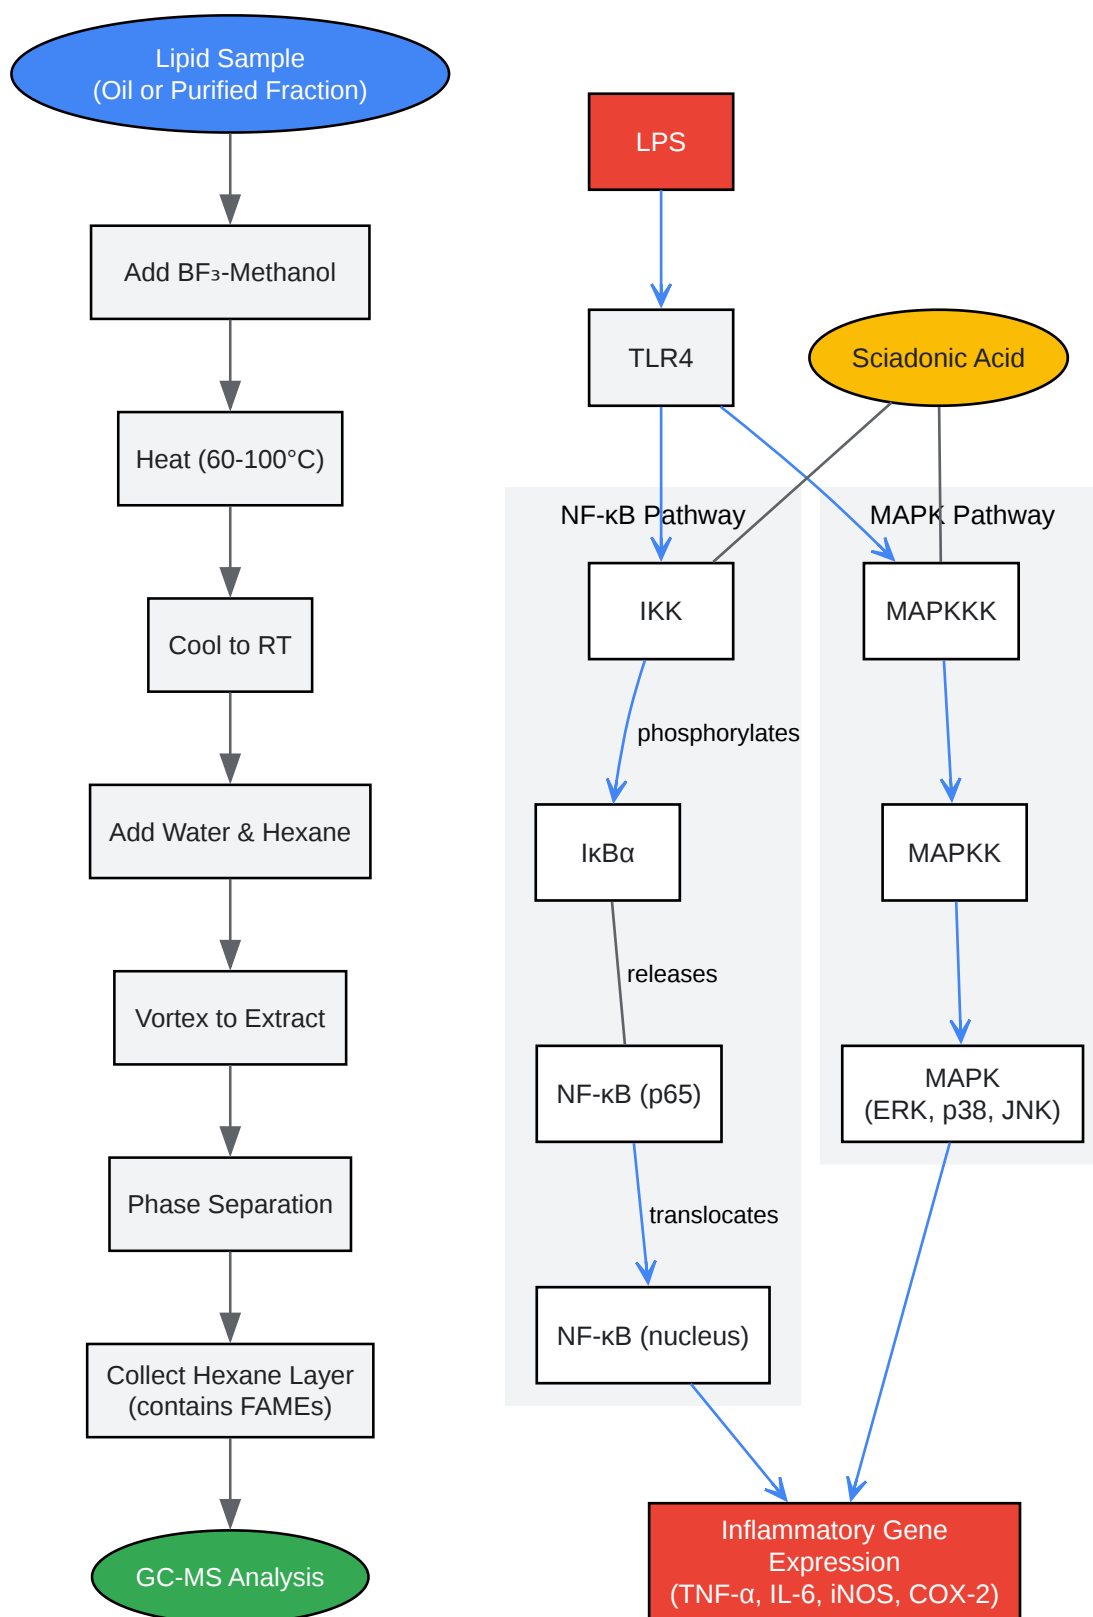 Lipid Sample
(Oil or Purified Fraction)
Add BF₃-Methanol
Heat (60-100°C)
Cool to RT
Add Water & Hexane
Vortex to Extract
Phase Separation
Collect Hexane Layer
(contains FAMEs)
GC-MS Analysis
LPS
TLR4
Sciadonic Acid
NF-κB Pathway
MAPK Pathway
IKK
MAPKKK
phosphorylates
IκBα
MAPKK
releases
NF-κB (p65)
MAPK
(ERK, p38, JNK)
translocates
NF-κB (nucleus)
Inflammatory Gene
Expression
(TNF-α, IL-6, iNOS, COX-2)